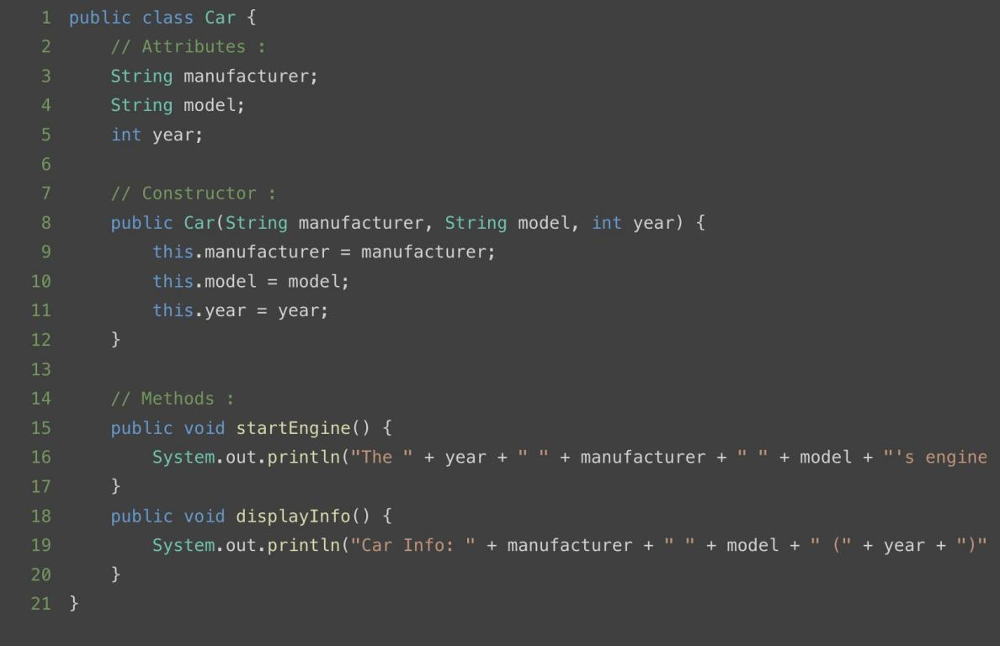 1 public class Car {
2     // Attributes :
3     String manufacturer;
4     String model;
5     int year;
6
7     // Constructor :
8     public Car(String manufacturer, String model, int year) {
9         this.manufacturer = manufacturer;
10         this.model = model;
11         this.year = year;
12     }
13
14     // Methods :
15     public void startEngine() {
16         System.out.println("The " + year + " " + manufacturer + " " + model + "'s engine
17     }
18     public void displayInfo() {
19         System.out.println("Car Info: " + manufacturer + " " + model + " (" + year + ")"
20     }
21 }